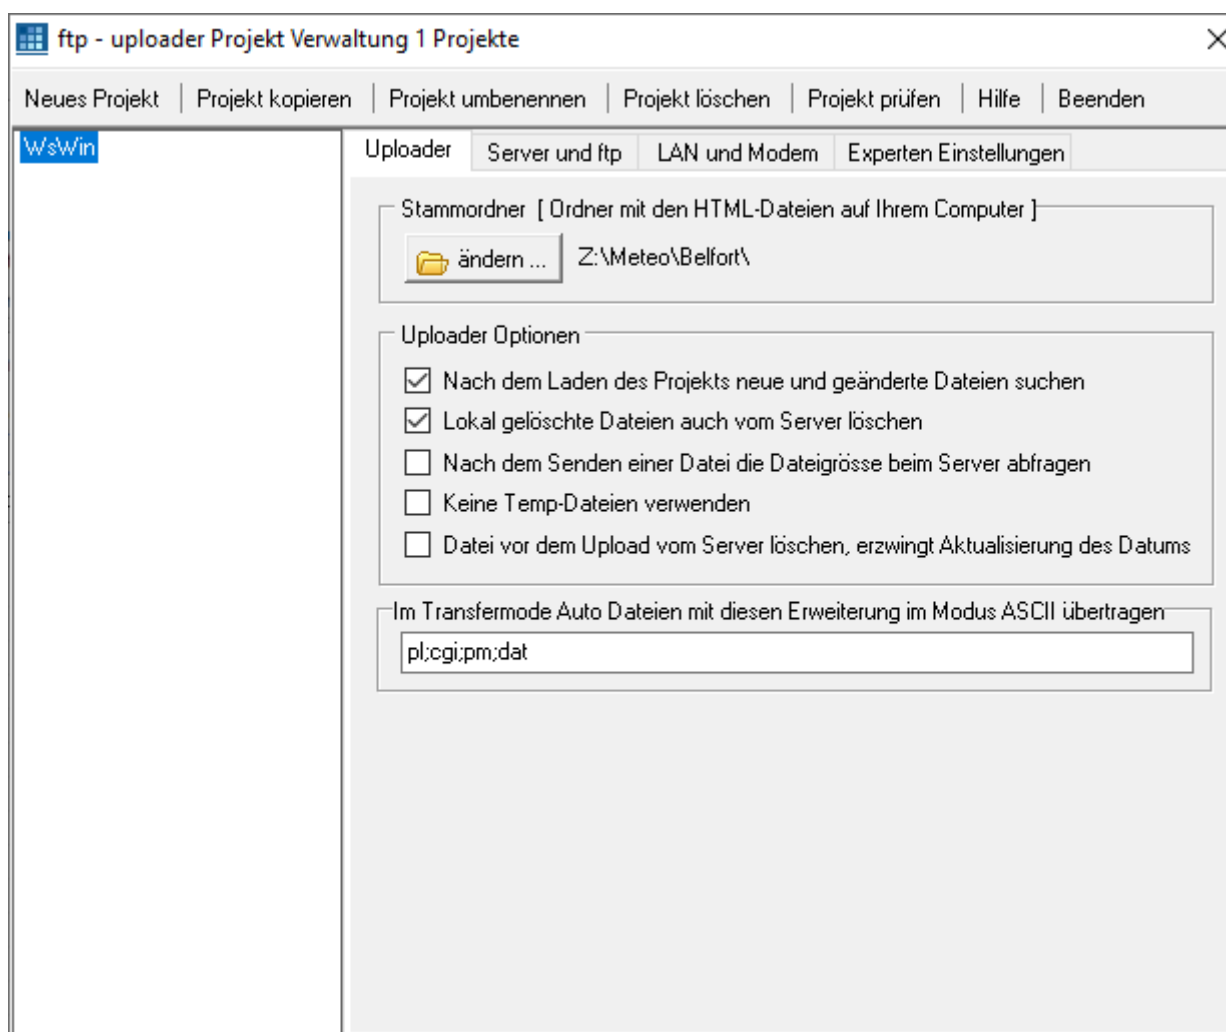 ftp - uploader Projekt Verwaltung 1 Projekte
Neues Projekt Projekt kopieren Projekt umbenennen Projekt löschen Projekt prüfen Hilfe Beenden
WsWin
Uploader Server und ftp LAN und Modem Experten Einstellungen
Stammordner [ Ordner mit den HTML-Dateien auf Ihrem Computer ]
ändern ... Z:\Meteo\Belfort\
Uploader Optionen
Nach dem Laden des Projekts neue und geänderte Dateien suchen
Lokal gelöschte Dateien auch vom Server löschen
Nach dem Senden einer Datei die Dateigrösse beim Server abfragen
Keine Temp-Dateien verwenden
Datei vor dem Upload vom Server löschen, erzwingt Aktualisierung des Datums
Im Transfermode Auto Dateien mit diesen Erweiterung im Modus ASCII übertragen
pl;cgi;pm;dat